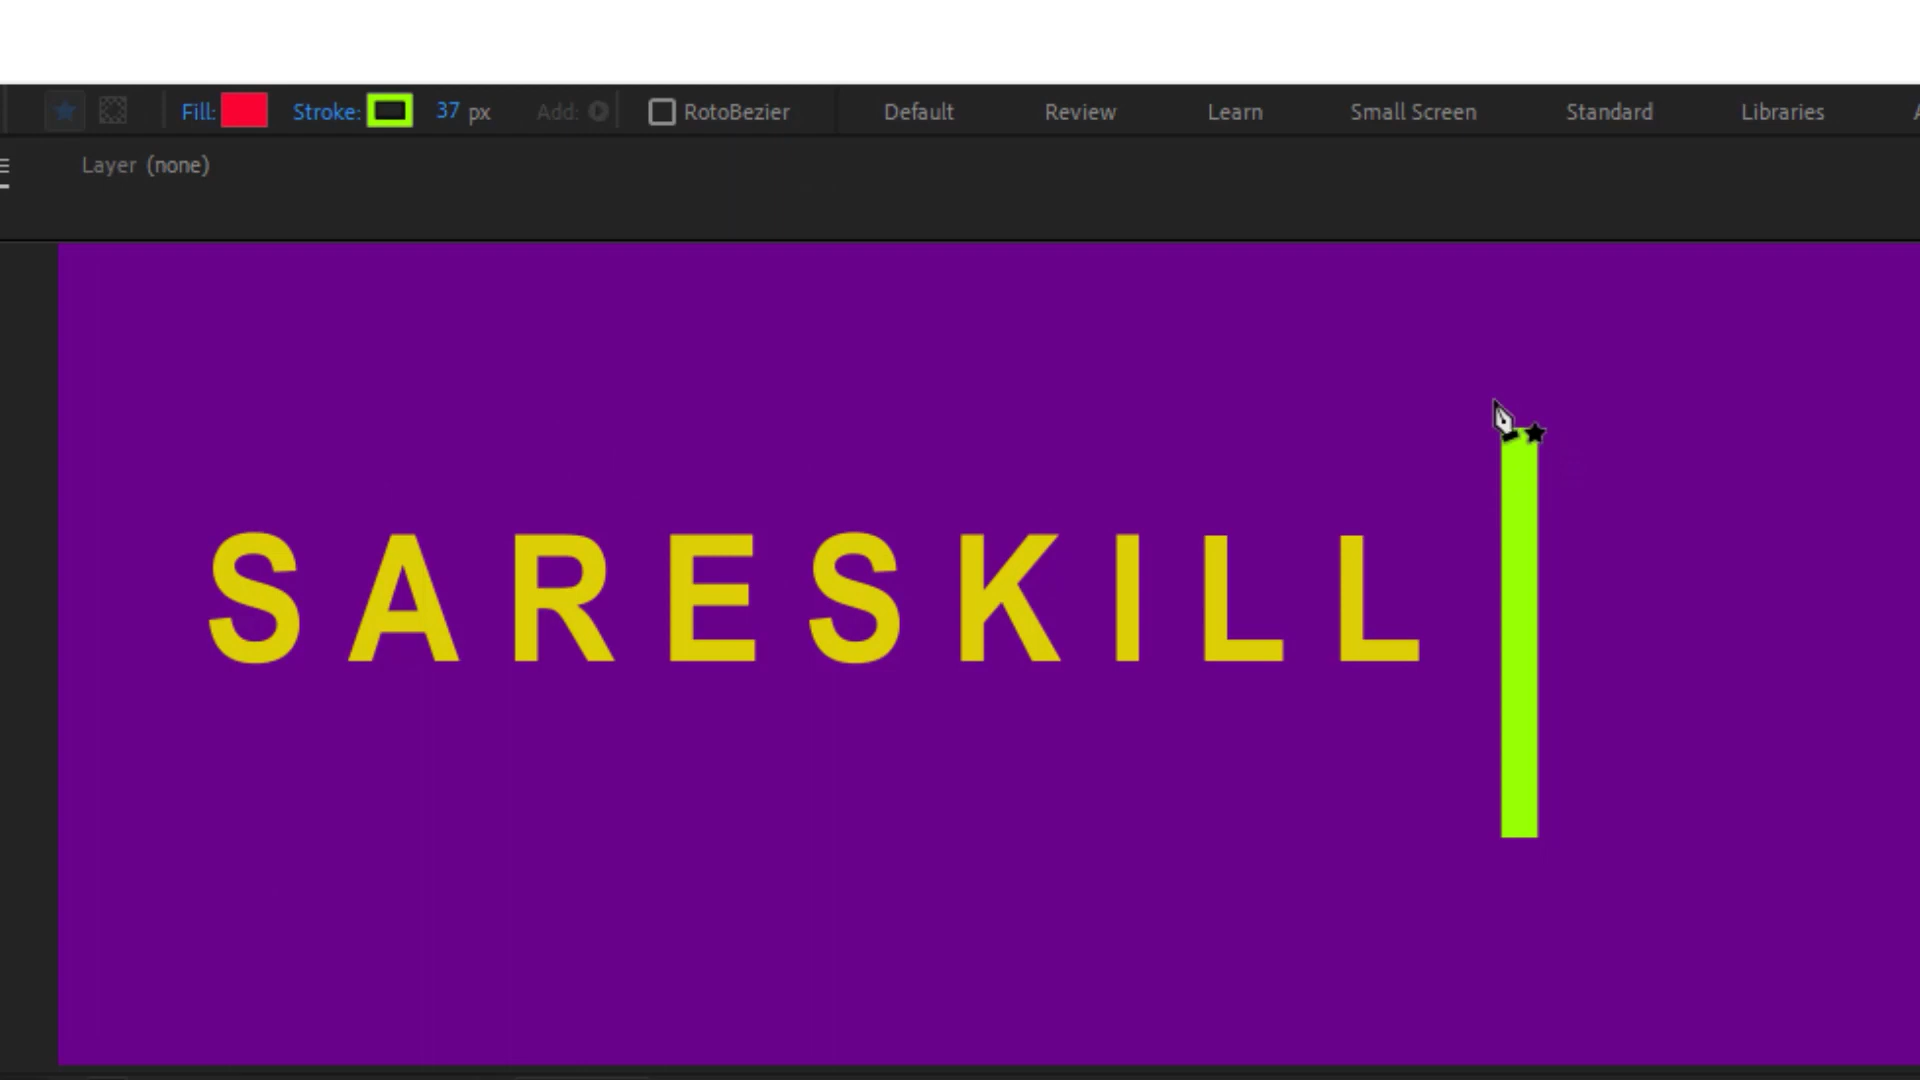 Fill: Stroke: 37 px Add: RotoBezier Default Review Learn Small Screen Standard Libraries
Layer (none)
SARESKILL